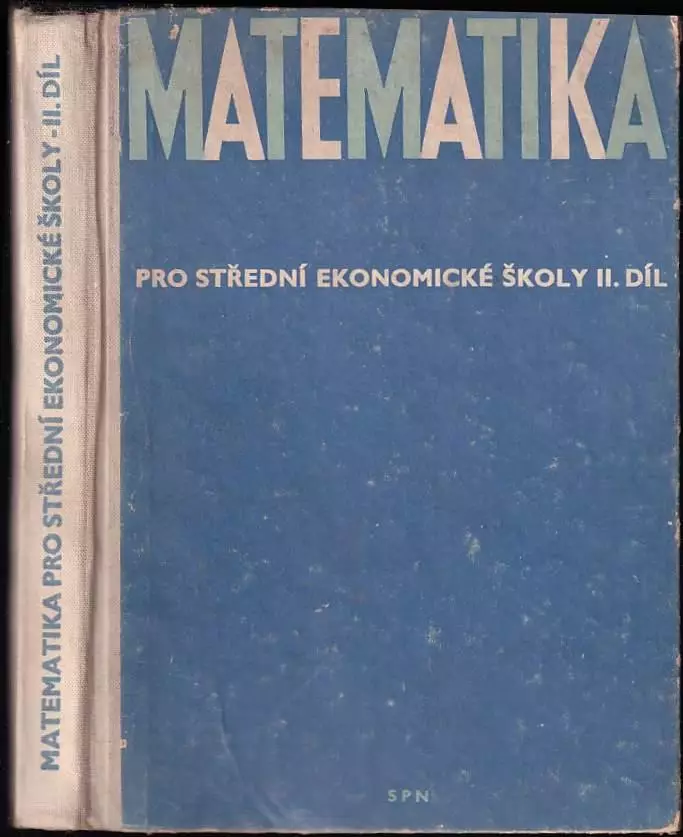 MATEMATIKA PRO STŘEDNÍ EKONOMICKÉ ŠKOLY-II. DÍL
MATEMATIKA
PRO STŘEDNÍ EKONOMICKÉ ŠKOLY II. DÍL
SPN